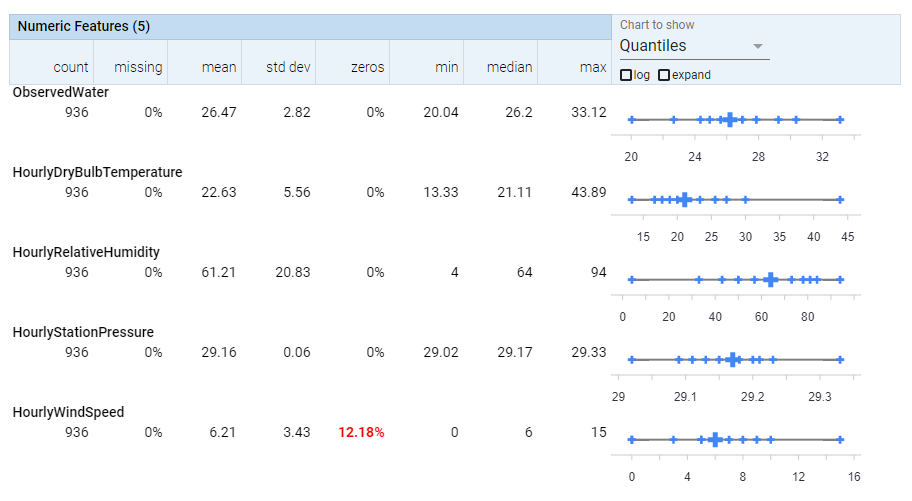 Numeric Features (5)
Chart to show
Quantiles
log expand
count missing mean std dev zeros min median max
ObservedWater
936 0% 26.47 2.82 0% 20.04 26.2 33.12
20 24 28 32
HourlyDryBulbTemperature
936 0% 22.63 5.56 0% 13.33 21.11 43.89
15 20 25 30 35 40 45
HourlyRelativeHumidity
936 0% 61.21 20.83 0% 4 64 94
0 20 40 60 80
HourlyStationPressure
936 0% 29.16 0.06 0% 29.02 29.17 29.33
29 29.1 29.2 29.3
HourlyWindSpeed
936 0% 6.21 3.43 12.18% 0 6 15
0 4 8 12 16